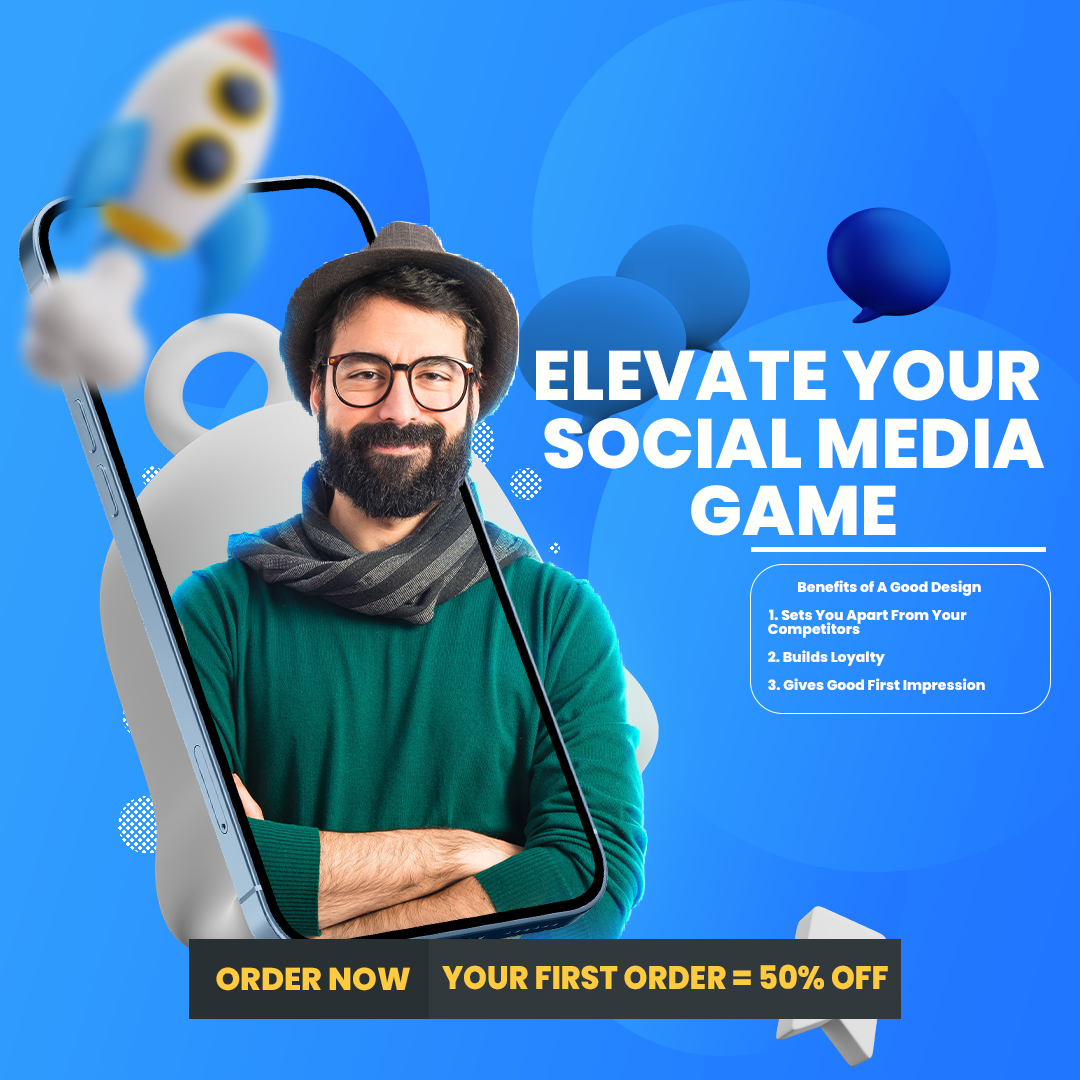 ELEVATE YOUR
SOCIAL MEDIA
GAME
Benefits of A Good Design
1. Sets You Apart From Your
Competitors
2. Builds Loyalty
3. Gives Good First Impression
ORDER NOW
YOUR FIRST ORDER = 50% OFF